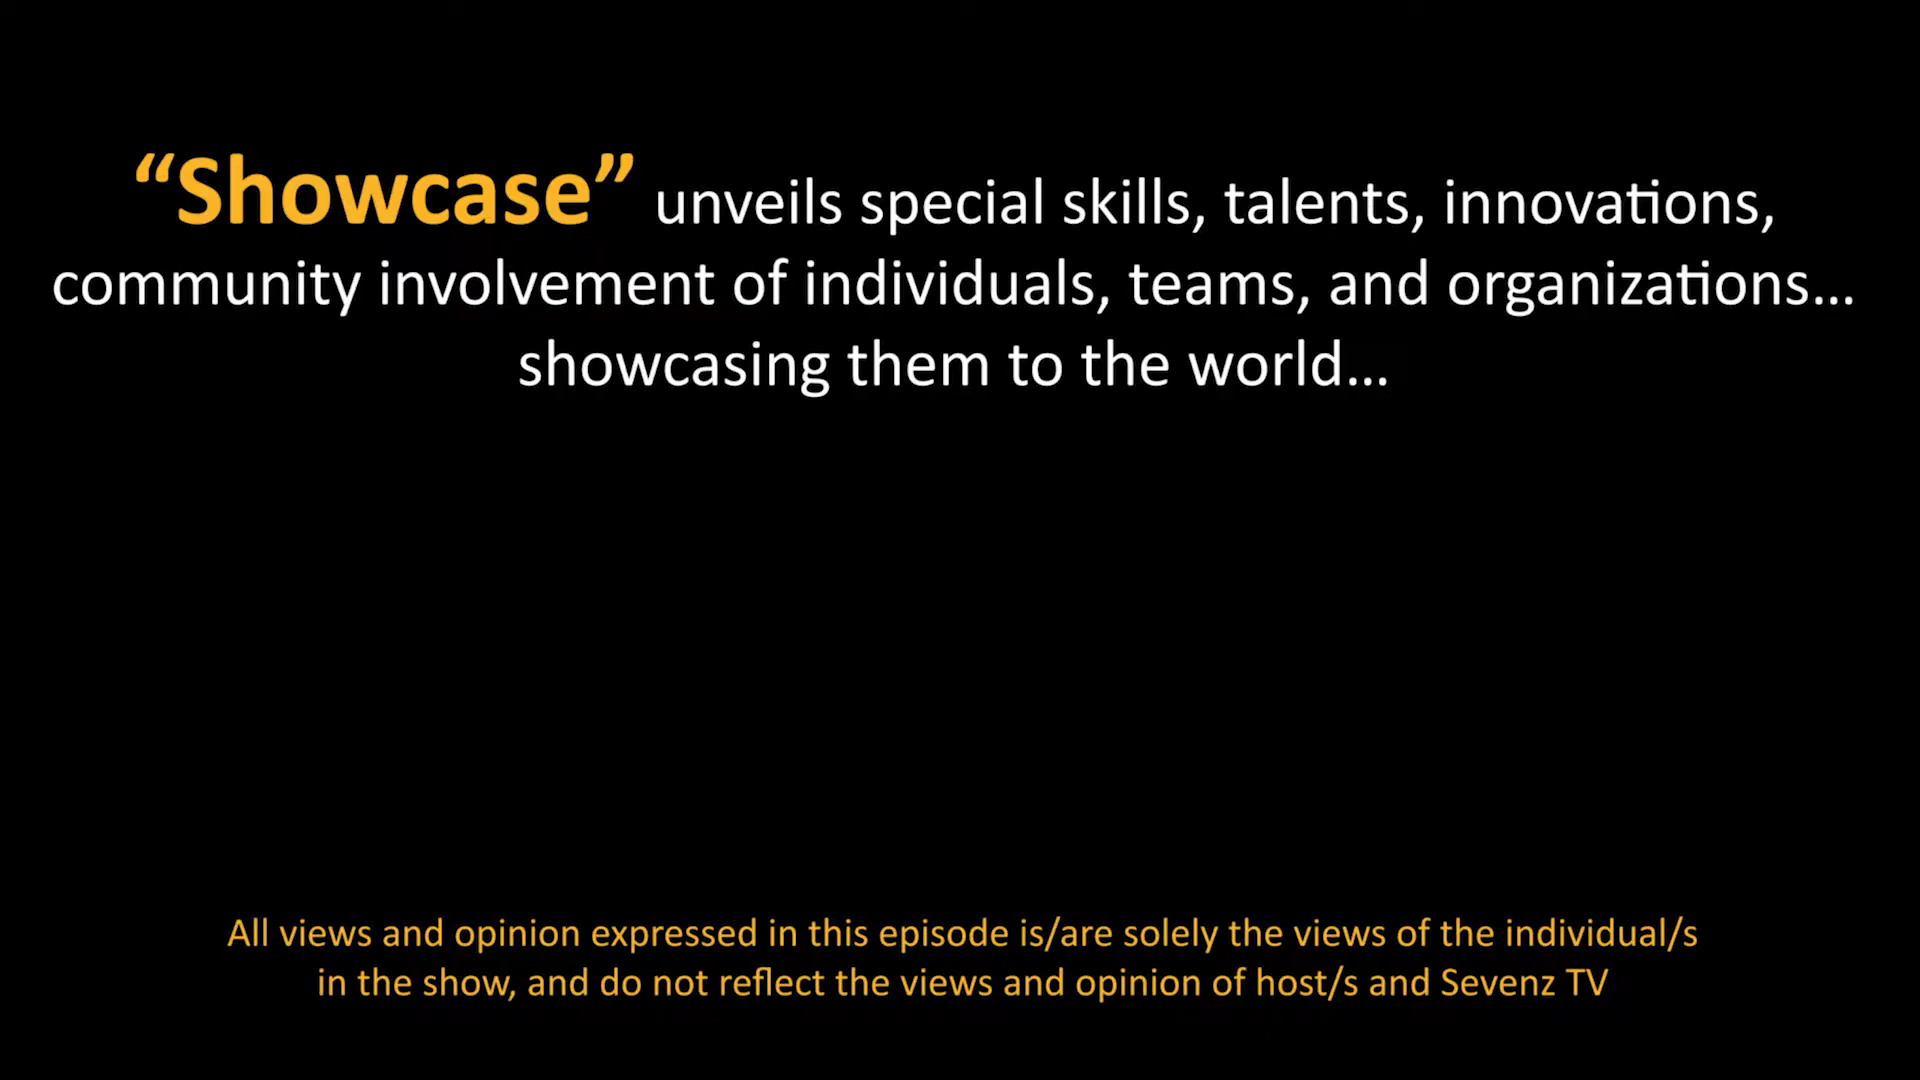 “Showcase” unveils special skills, talents, innovations,
community involvement of individuals, teams, and organizations...
showcasing them to the world...
All views and opinion expressed in this episode is/are solely the views of the individual/s
in the show, and do not reflect the views and opinion of host/s and Sevenz TV